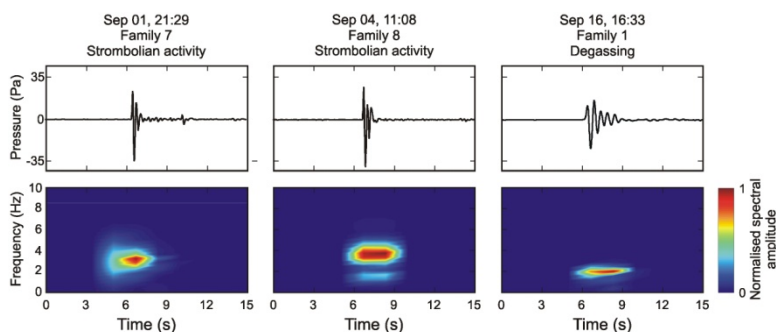 Sep 01, 21:29
Family 7
Strombolian activity
Sep 04, 11:08
Family 8
Strombolian activity
Sep 16, 16:33
Family 1
Degassing
Pressure (Pa)
35
0
-35
Frequency (Hz)
10
8
6
4
2
0
0 3 6 9 12 15
0 3 6 9 12 15
0 3 6 9 12 15
Time (s)
Time (s)
Time (s)
1
0
Normalised spectral
amplitude